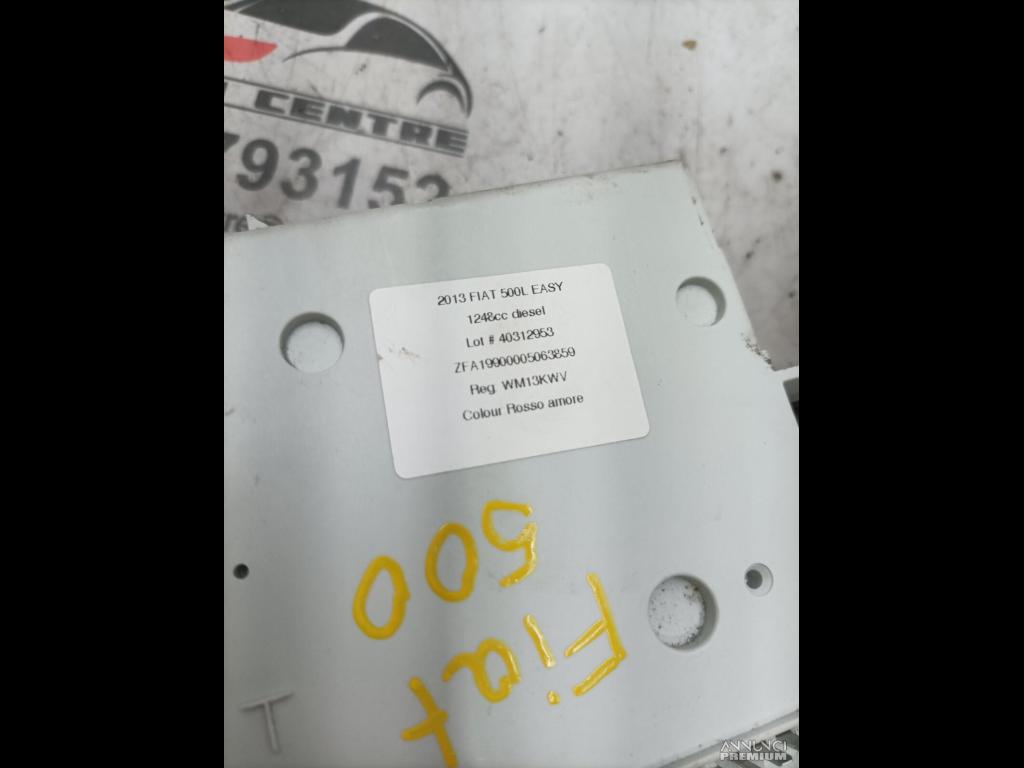 CENTRE
793152
2013 FIAT 500L EASY
1248cc diesel
Lot # 40312953
ZFA19900005063859
Reg. WM13KWV
Colour Rosso amore
Fiat
500
T
ANNUNCI
PREMIUM